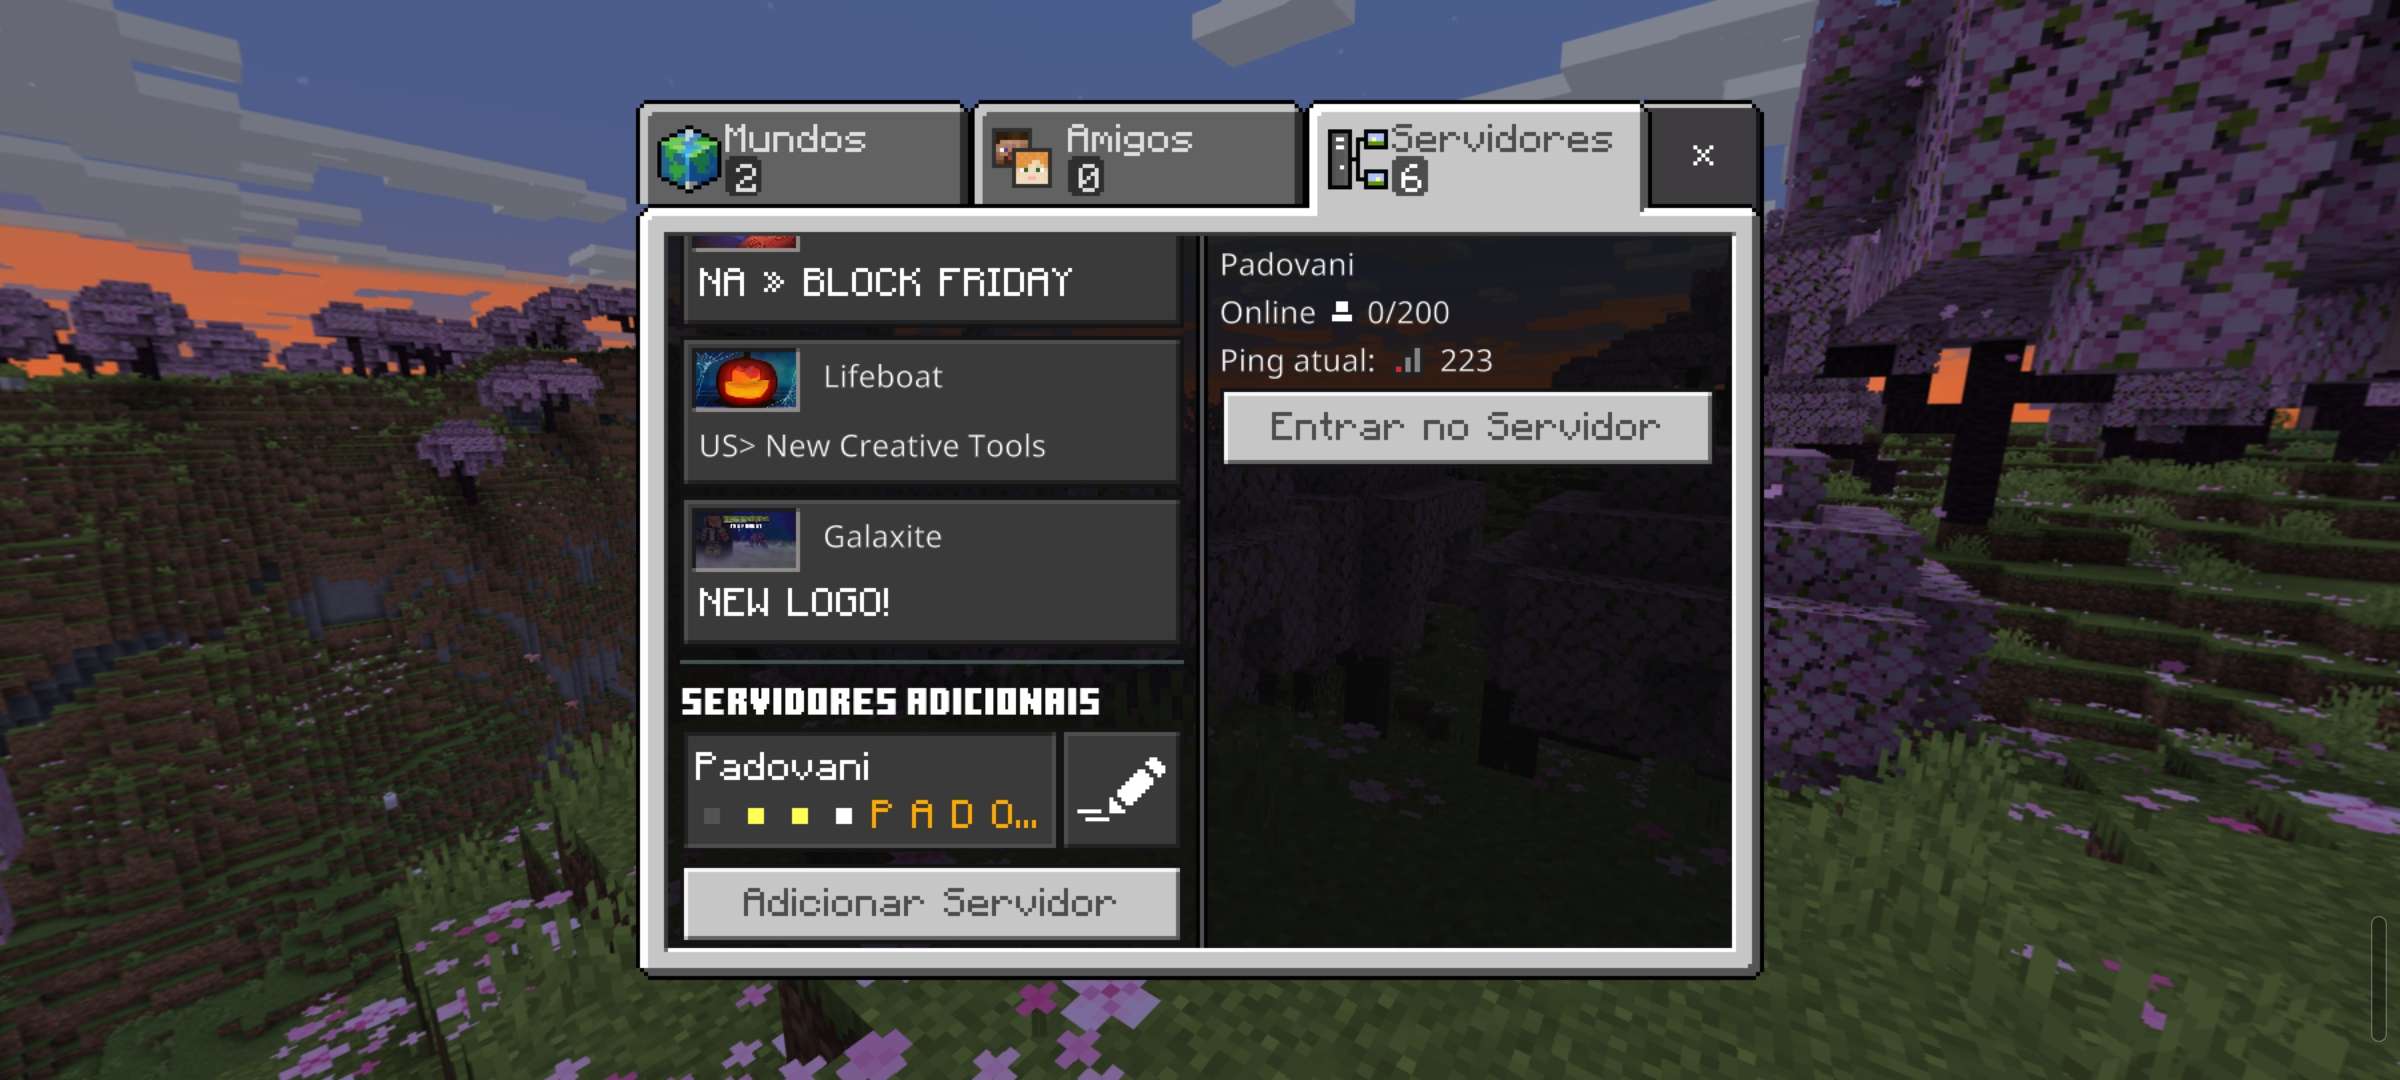 Mundos
2
Amigos
0
Servidores
6
NA » BLOCK FRIDAY
Lifeboat
US> New Creative Tools
Galaxite
NEW LOGO!
SERVIDORES ADICIONAIS
Padovani
P A D O...
Adicionar Servidor
Padovani
Online 0/200
Ping atual: 223
Entrar no Servidor